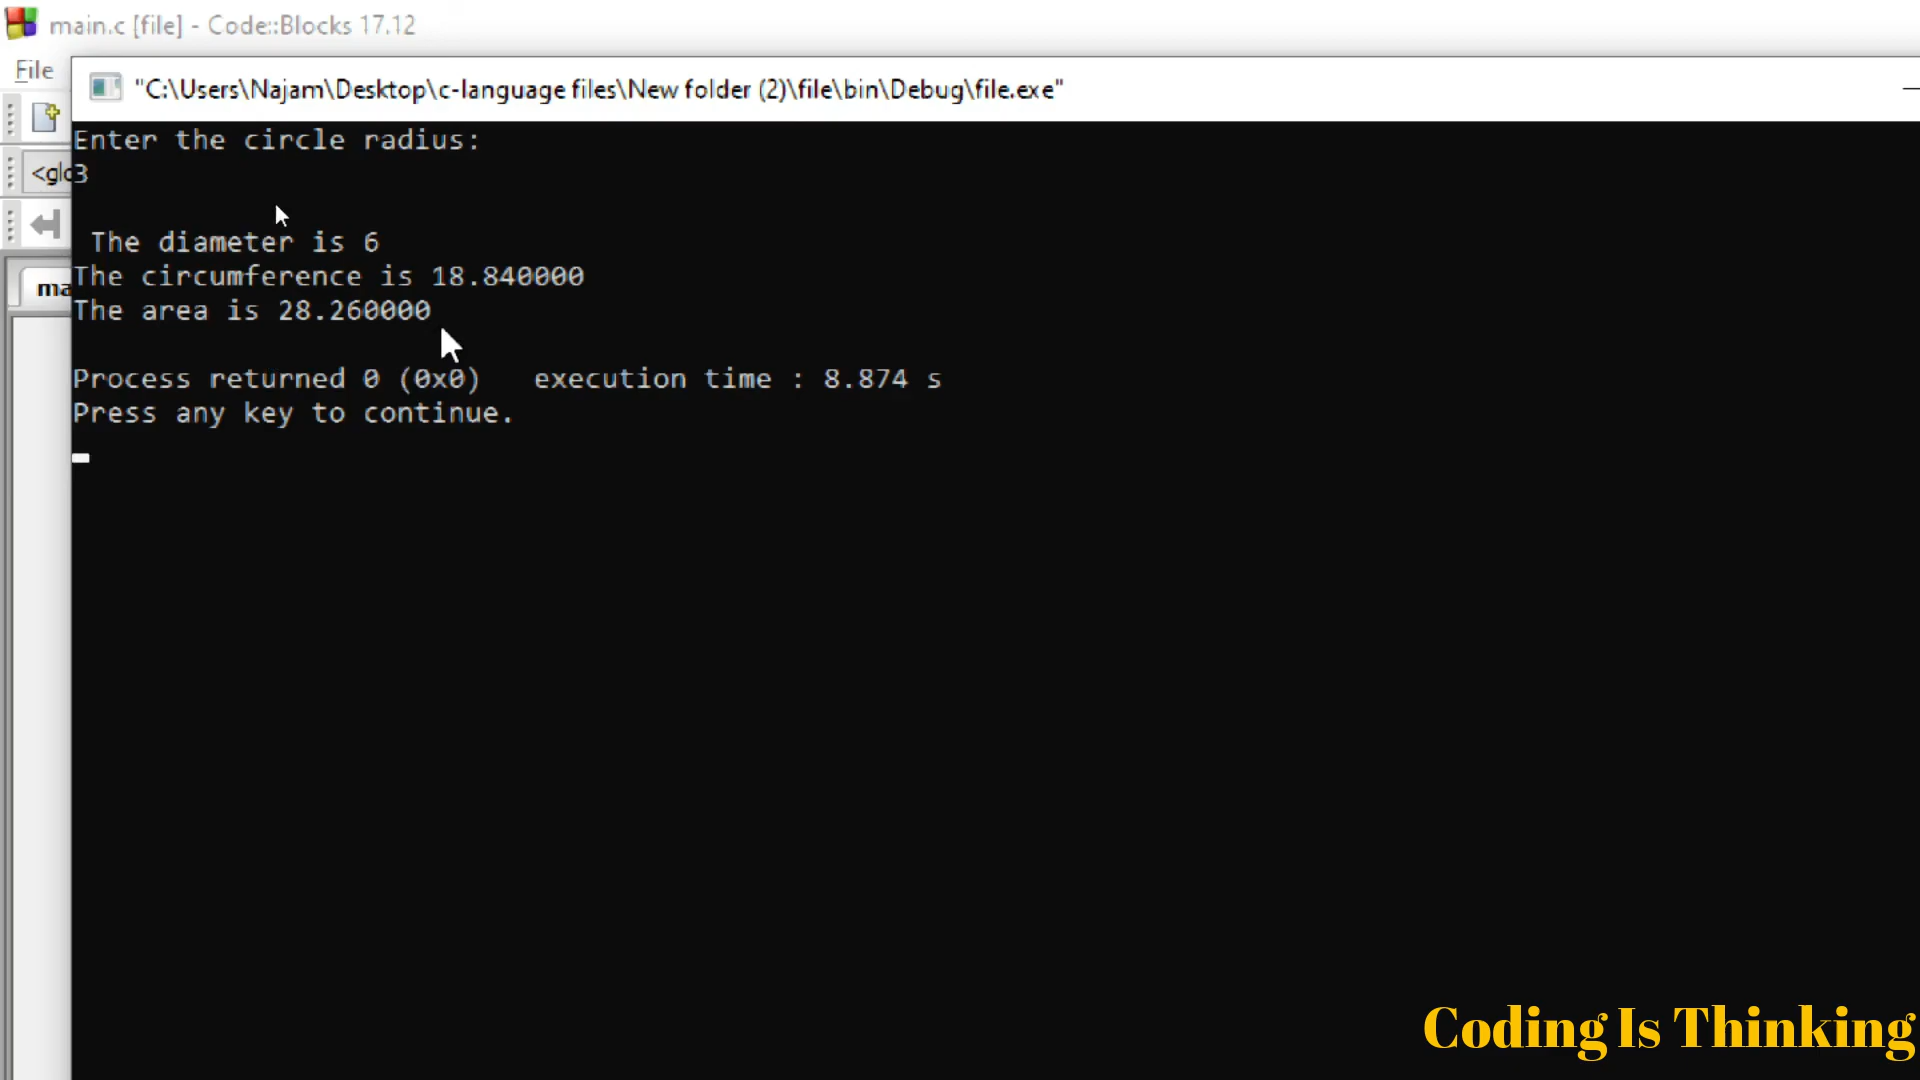 main.c [file] - Code::Blocks 17.12
File
"C:\Users\Najam\Desktop\c-language files\New folder (2)\file\bin\Debug\file.exe"
Enter the circle radius:
<glo
3
The diameter is 6
The circumference is 18.840000
ma
The area is 28.260000
Process returned 0 (0x0)   execution time : 8.874 s
Press any key to continue.
Coding Is Thinking